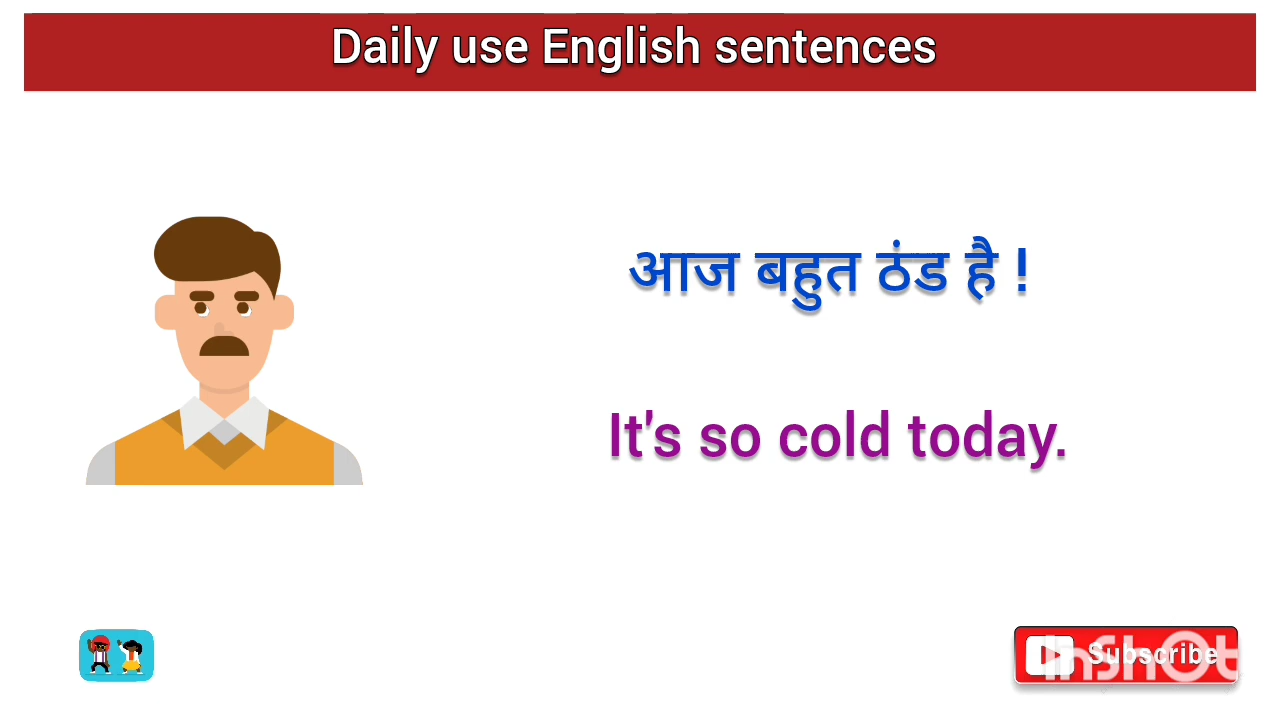 Daily use English sentences
आज बहुत ठंड है !
It's so cold today.
Subscribe
InShOt